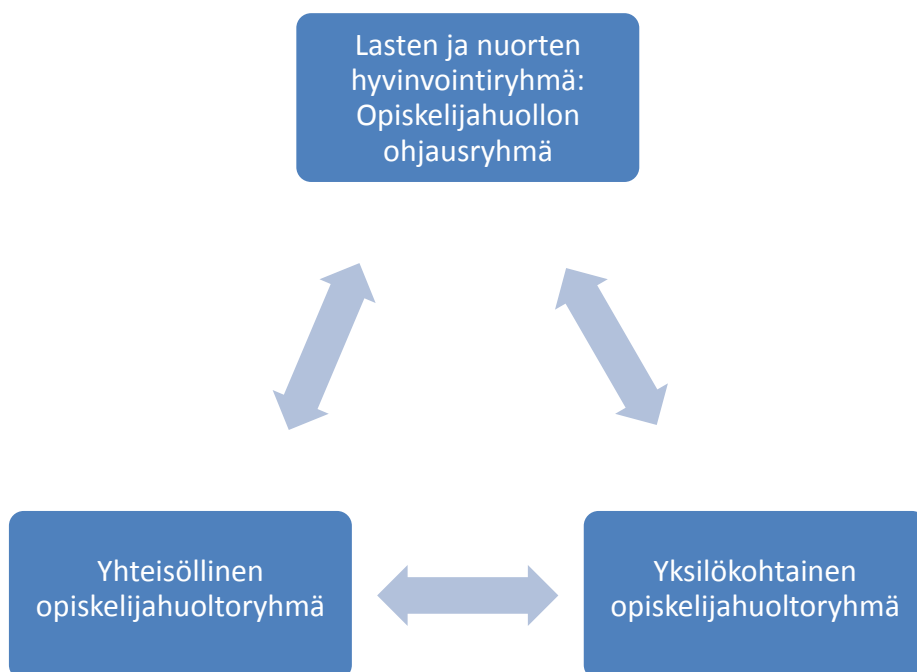 Lasten ja nuorten
hyvinvointiryhmä:
Opiskelijahuollon
ohjausryhmä
Yhteisöllinen
opiskelijahuoltoryhmä
Yksilökohtainen
opiskelijahuoltoryhmä